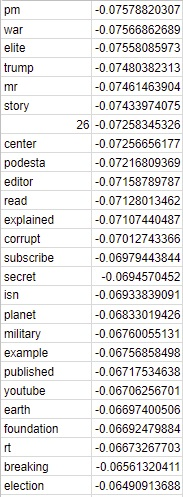 pm -0.07578820307
war -0.07566862689
elite -0.07558085973
trump -0.07480382313
mr -0.07461463904
story -0.07433974075
26 -0.07258345326
center -0.07256656177
podesta -0.07216809369
editor -0.07158789787
read -0.07128013462
explained -0.07107440487
corrupt -0.07012743366
subscribe -0.06979443844
secret -0.0694570452
isn -0.06933839091
planet -0.06833019426
military -0.06760055131
example -0.06756858498
published -0.06717534638
youtube -0.06706256701
earth -0.06697400506
foundation -0.06692479884
rt -0.06673267703
breaking -0.06561320411
election -0.06490913688